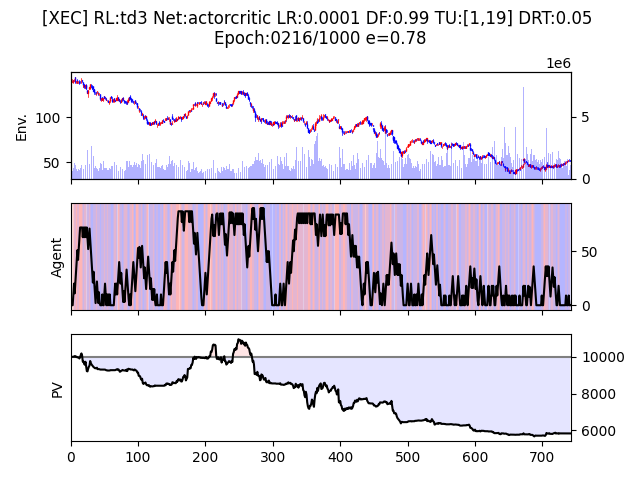 [XEC] RL:td3 Net:actorcritic LR:0.0001 DF:0.99 TU:[1,19] DRT:0.05
Epoch:0216/1000 e=0.78
1e6
Env.
100
50
5
0
Agent
50
0
PV
10000
8000
6000
0 100 200 300 400 500 600 700